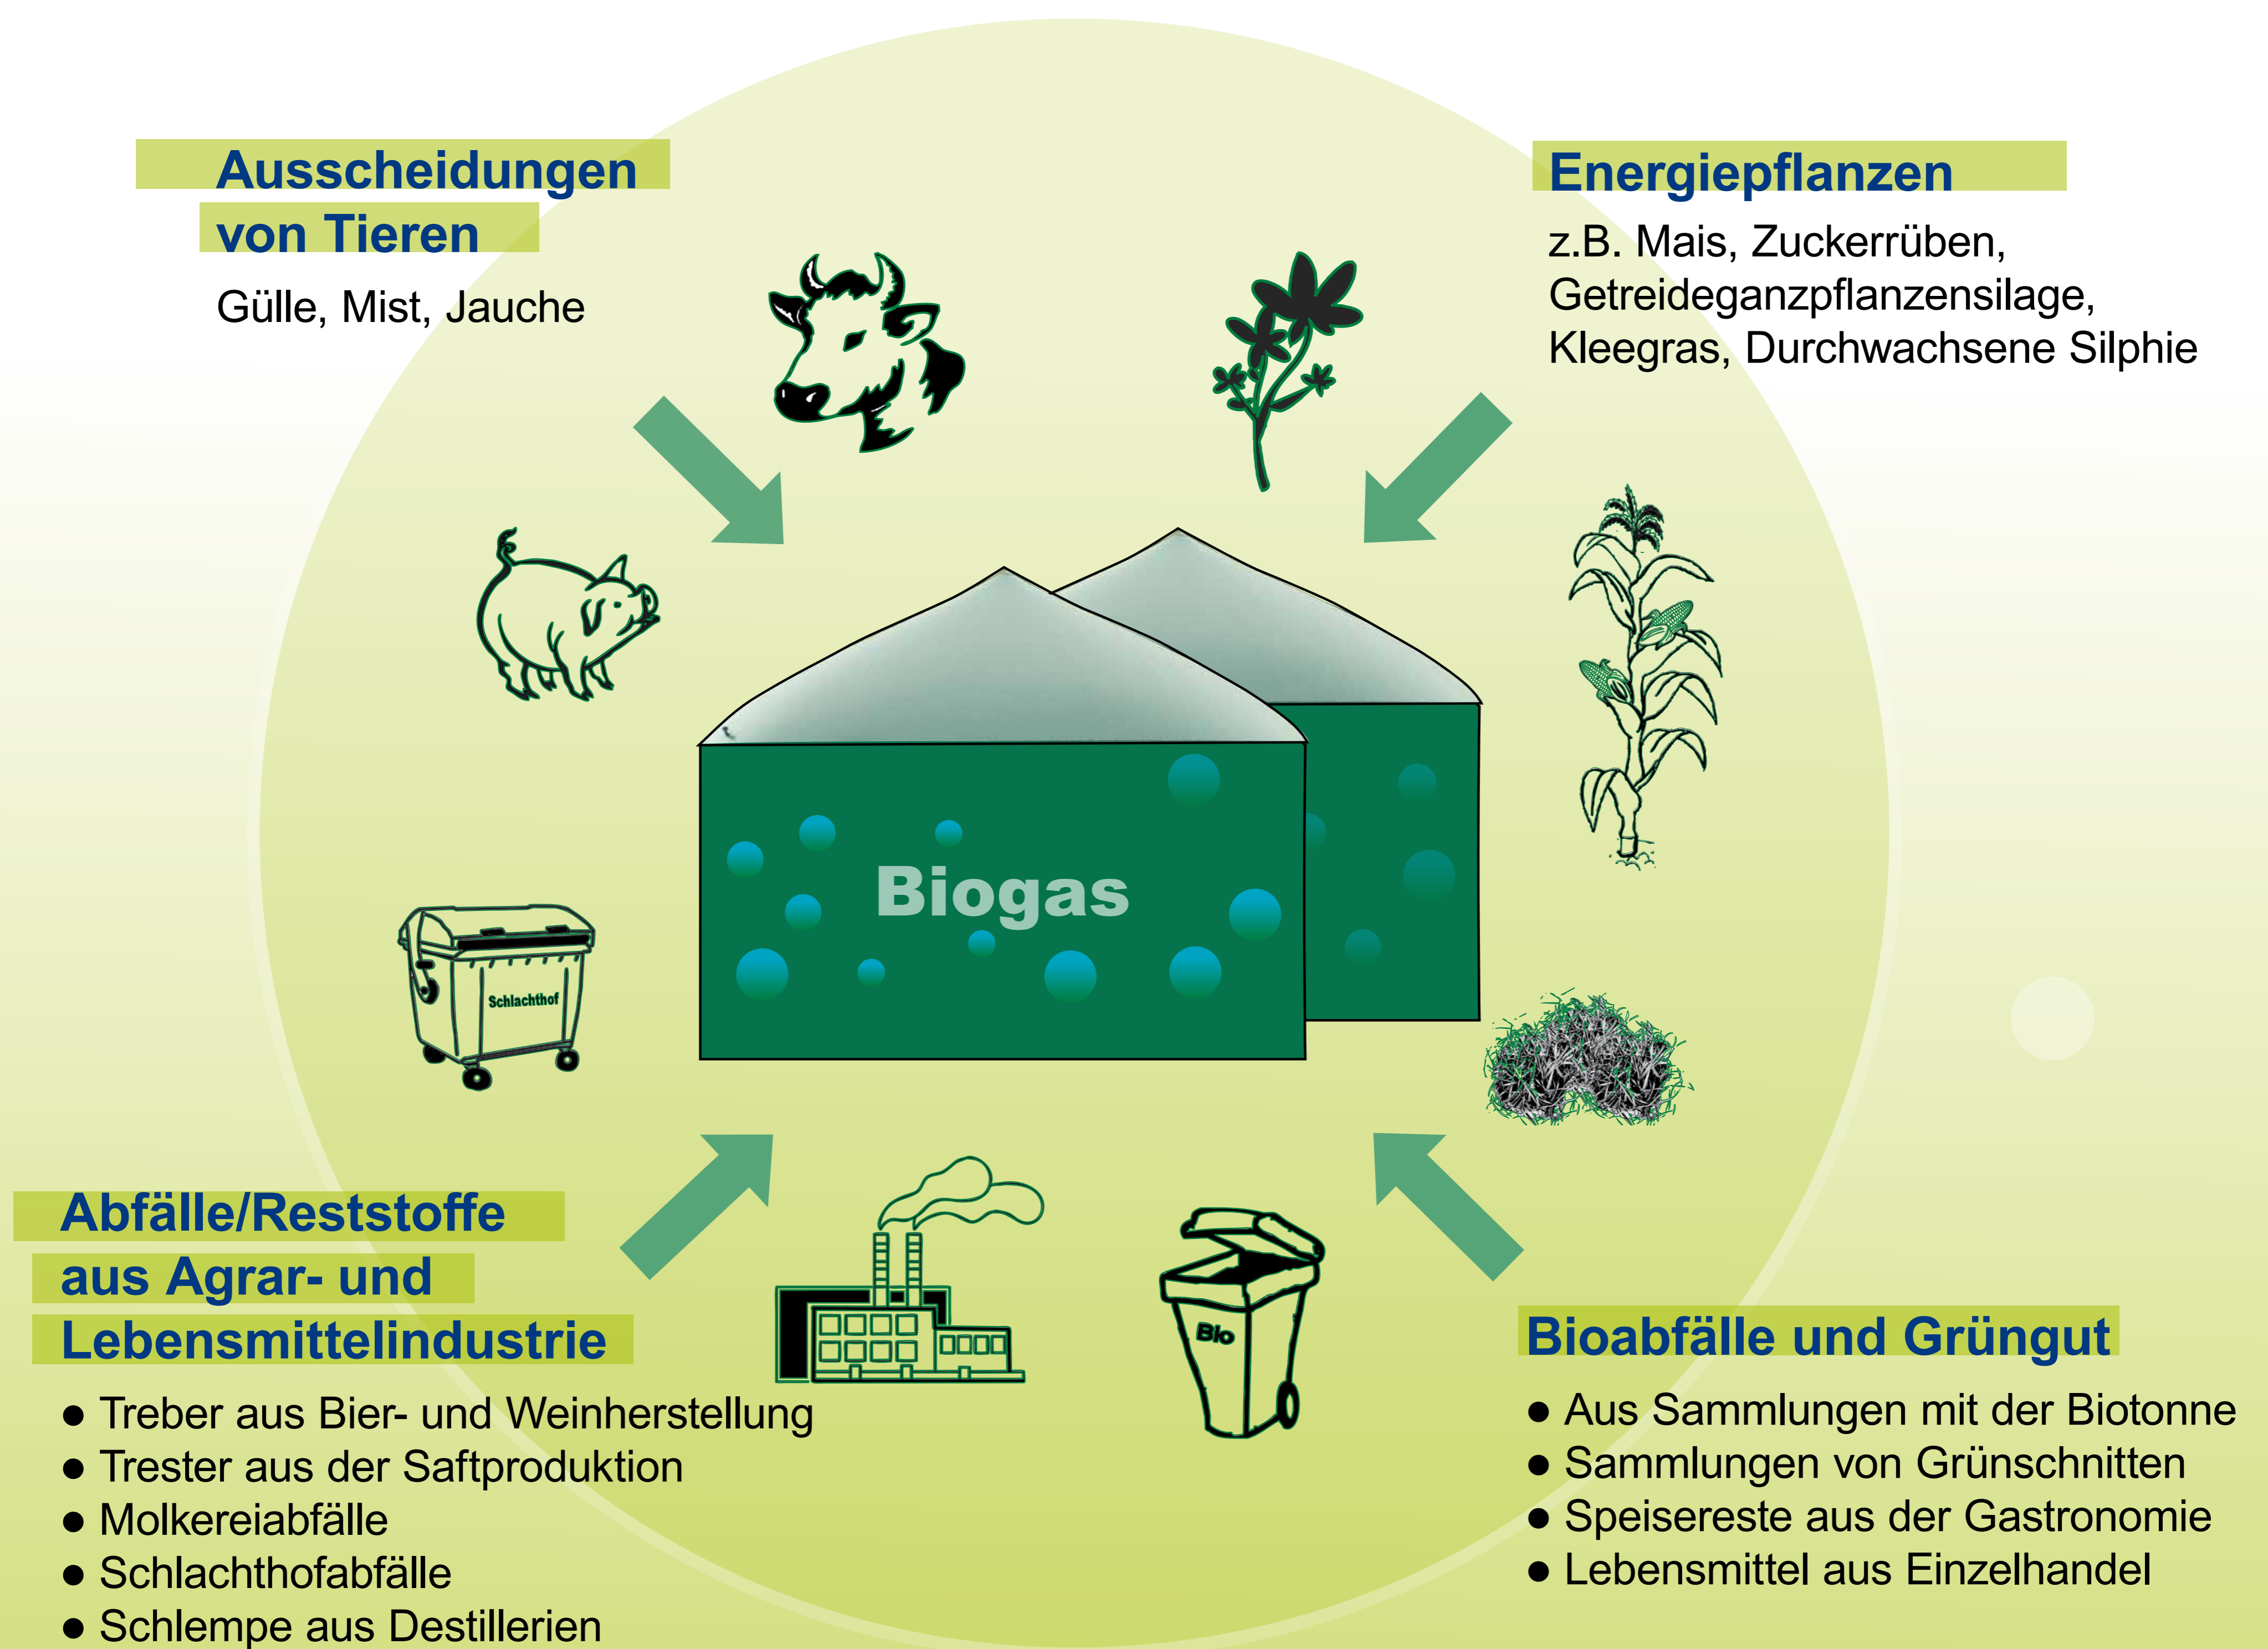 Ausscheidungen
von Tieren
Gülle, Mist, Jauche
Energiepflanzen
z.B. Mais, Zuckerrüben,
Getreideganzpflanzensilage,
Kleegras, Durchwachsene Silphie
Biogas
Schlachthof
Bio
Abfälle/Reststoffe
aus Agrar- und
Lebensmittelindustrie
● Treber aus Bier- und Weinherstellung
● Trester aus der Saftproduktion
● Molkereiabfälle
● Schlachthofabfälle
● Schlempe aus Destillerien
Bioabfälle und Grüngut
● Aus Sammlungen mit der Biotonne
● Sammlungen von Grünschnitten
● Speisereste aus der Gastronomie
● Lebensmittel aus Einzelhandel